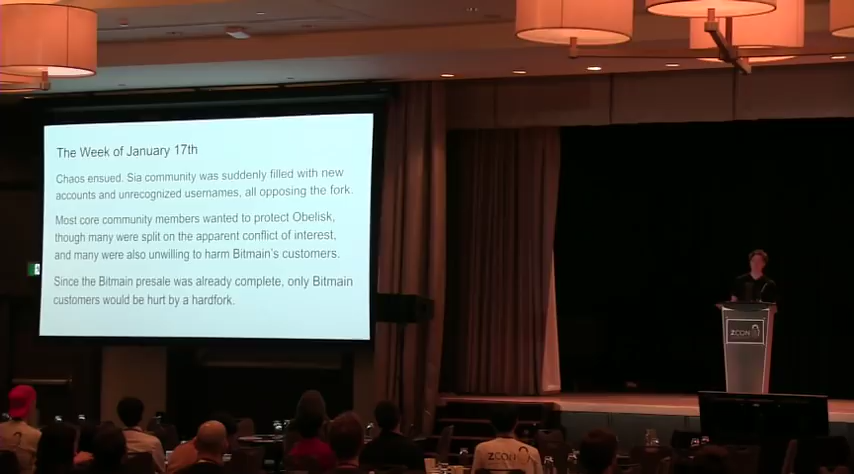 The Week of January 17th
Chaos ensued. Sia community was suddenly filled with new
accounts and unrecognized usernames, all opposing the fork.
Most core community members wanted to protect Obelisk,
though many were split on the apparent conflict of interest,
and many were also unwilling to harm Bitmain's customers.
Since the Bitmain presale was already complete, only Bitmain
customers would be hurt by a hardfork.
ZCON
zcon